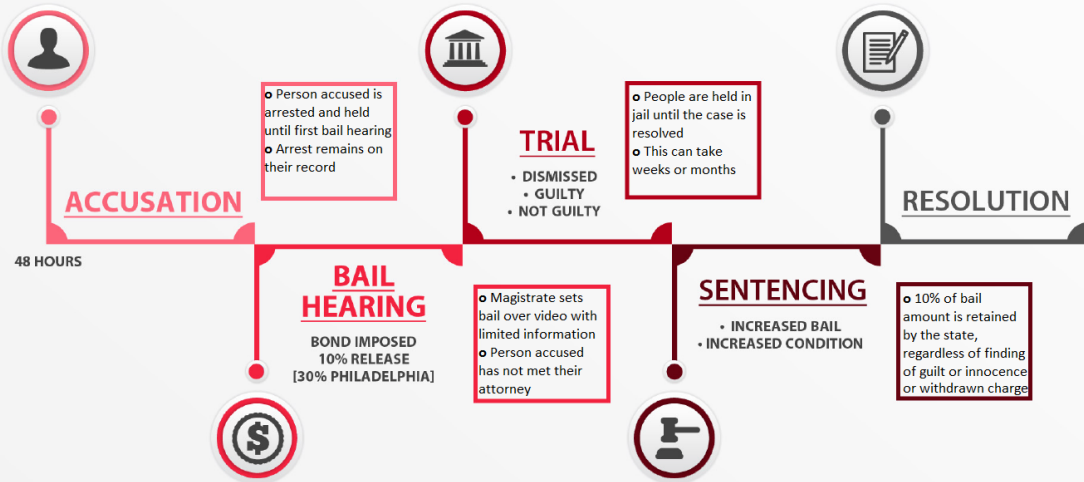 ACCUSATION
48 HOURS
o Person accused is
arrested and held
until first bail hearing
o Arrest remains on
their record
BAIL
HEARING
BOND IMPOSED
10% RELEASE
[30% PHILADELPHIA]
o Magistrate sets
bail over video with
limited information
o Person accused
has not met their
attorney
TRIAL
• DISMISSED
• GUILTY
• NOT GUILTY
o People are held in
jail until the case is
resolved
o This can take
weeks or months
SENTENCING
• INCREASED BAIL
• INCREASED CONDITION
o 10% of bail
amount is retained
by the state,
regardless of finding
of guilt or innocence
or withdrawn charge
RESOLUTION
$